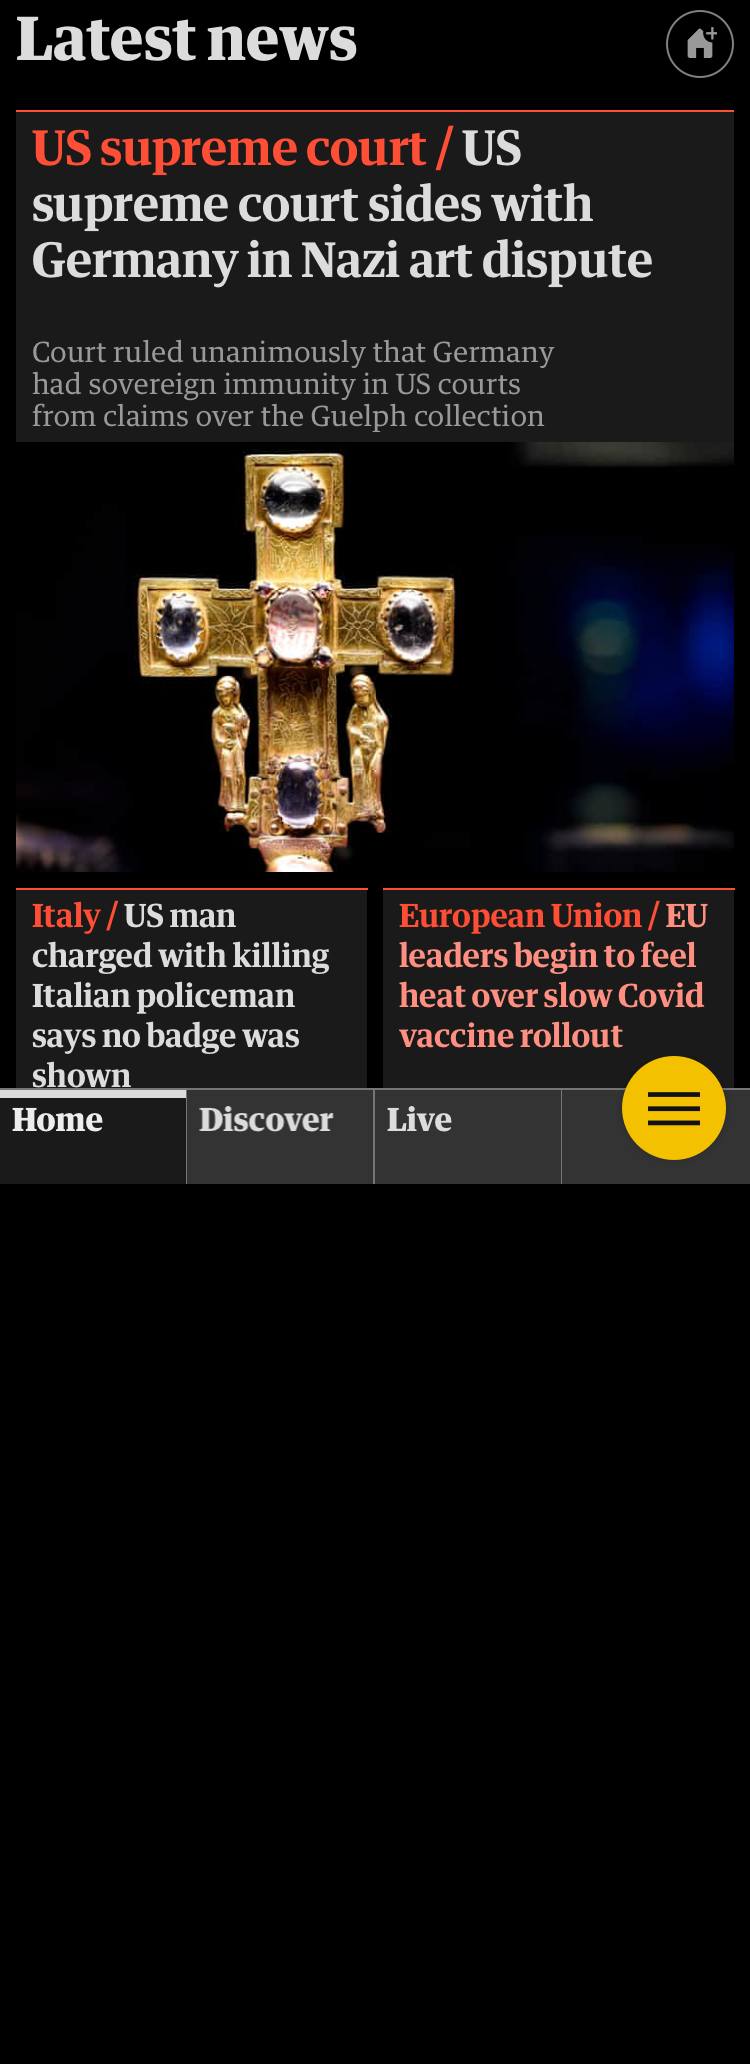 Latest news
US supreme court / US
supreme court sides with
Germany in Nazi art dispute
Court ruled unanimously that Germany
had sovereign immunity in US courts
from claims over the Guelph collection
Italy / US man
charged with killing
Italian policeman
says no badge was
shown
European Union / EU
leaders begin to feel
heat over slow Covid
vaccine rollout
Home
Discover
Live